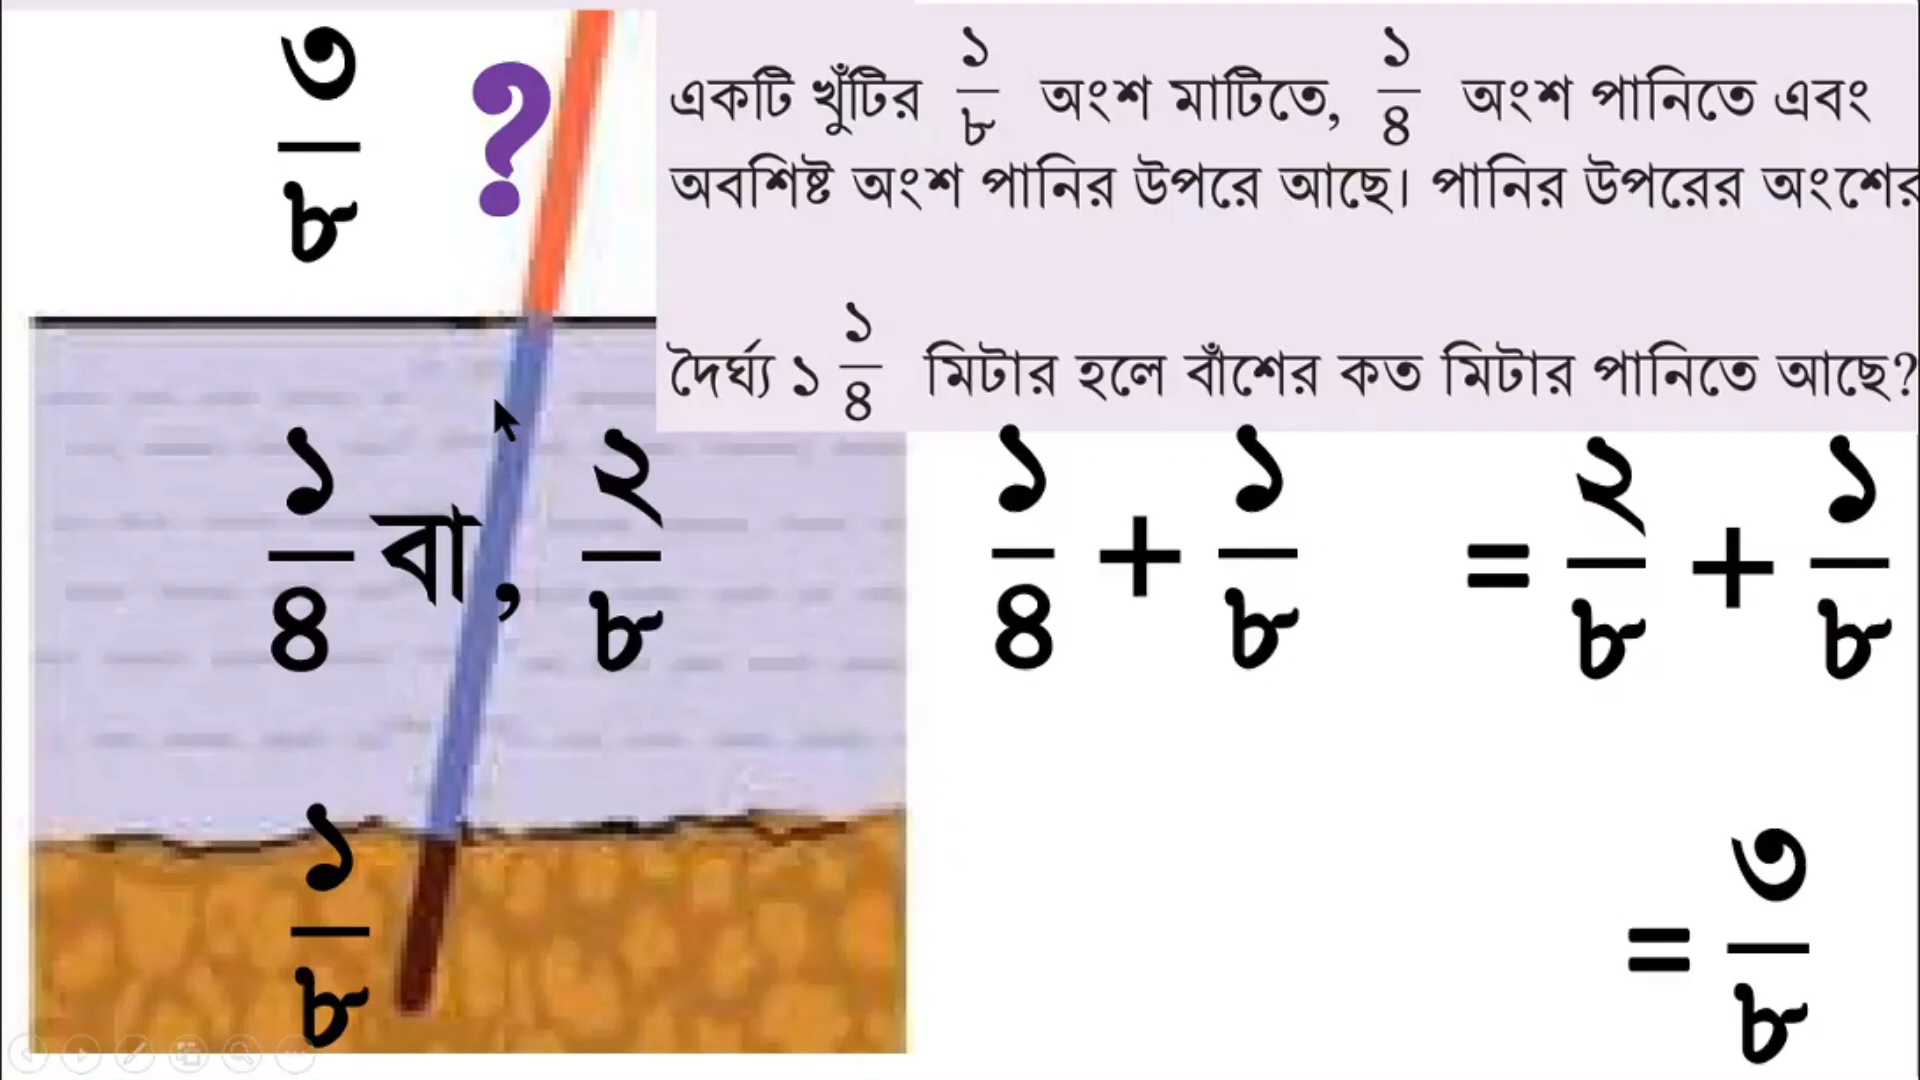 একটি খুঁটির ১/৮ অংশ মাটিতে, ১/৪ অংশ পানিতে এবং
অবশিষ্ট অংশ পানির উপরে আছে। পানির উপরের অংশের
দৈর্ঘ্য ১ ১/৪ মিটার হলে বাঁশের কত মিটার পানিতে আছে?
৩/৮ ?
১/৪ বা, ২/৮
১/৮
১/৪ + ১/৮ = ২/৮ + ১/৮
= ৩/৮